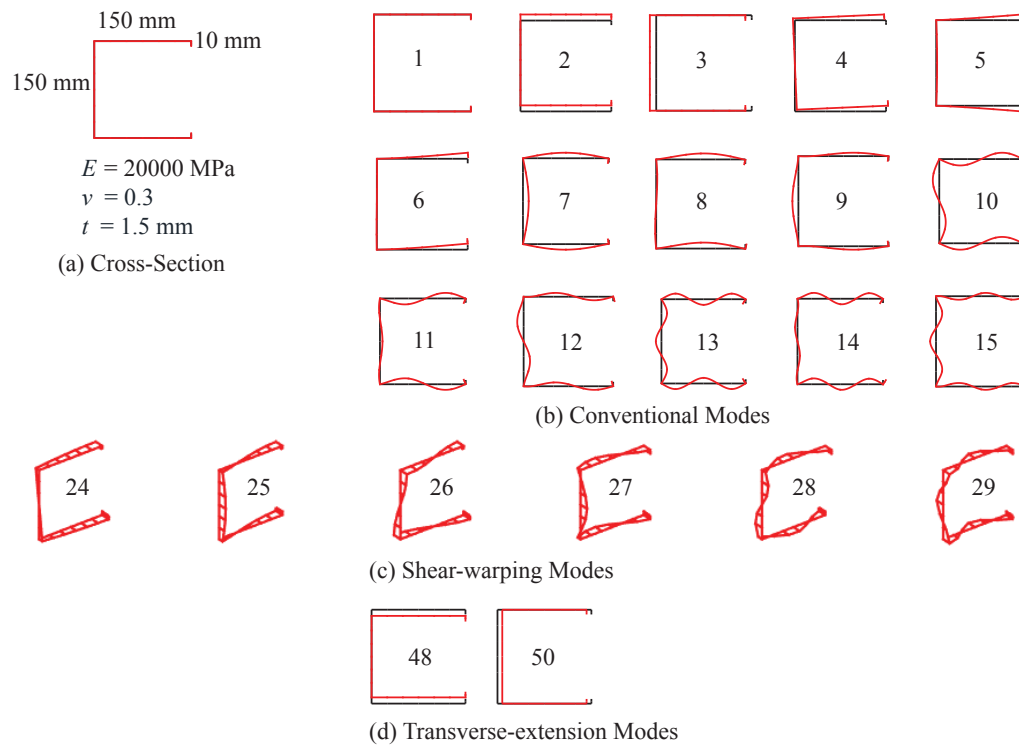 150 mm
10 mm
150 mm
E = 20000 MPa
v = 0.3
t = 1.5 mm
(a) Cross-Section
1 2 3 4 5
6 7 8 9 10
11 12 13 14 15
(b) Conventional Modes
24 25 26 27 28 29
(c) Shear-warping Modes
48 50
(d) Transverse-extension Modes